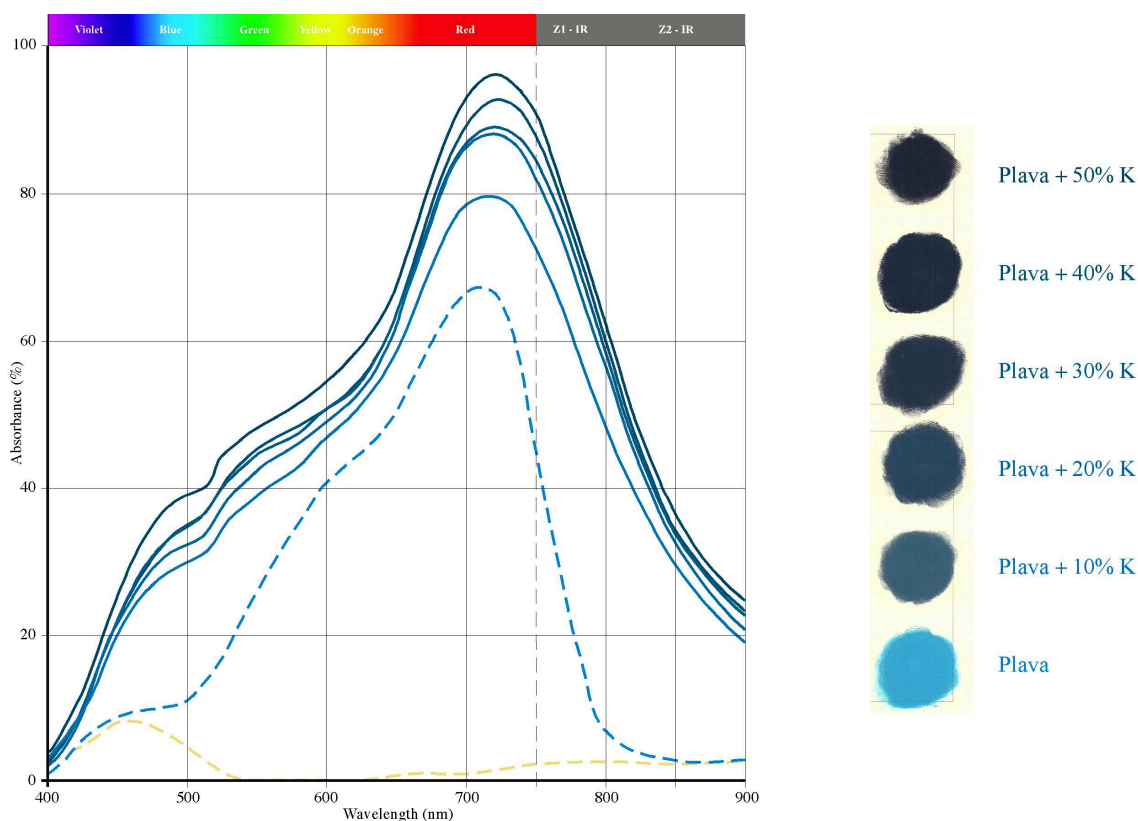 Violet Blue Green Yellow Orange Red Z1 - IR Z2 - IR
100
80
60
40
20
0
Absorbance (%)
400 500 600 700 800 900
Wavelength (nm)
Plava + 50% K
Plava + 40% K
Plava + 30% K
Plava + 20% K
Plava + 10% K
Plava